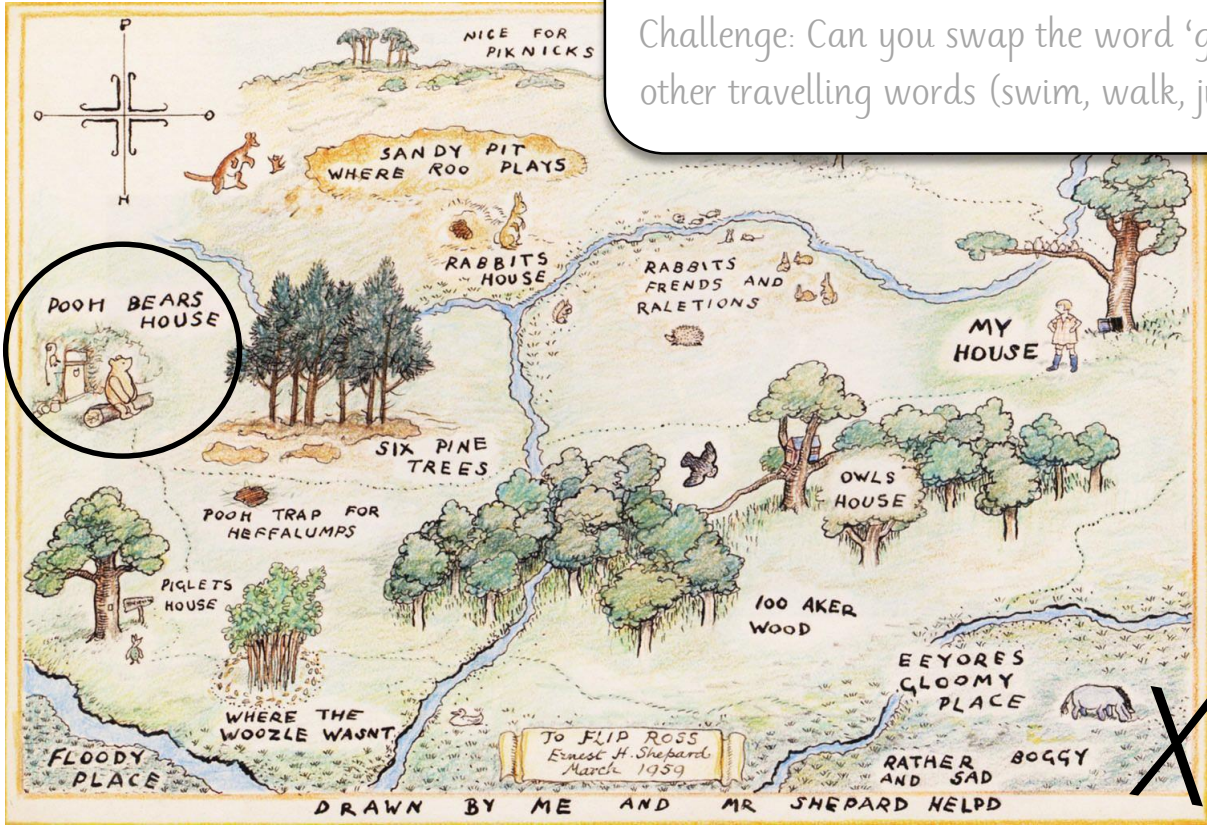 Challenge: Can you swap the word ‘g
other travelling words (swim, walk, ju
P
O
O
H
NICE FOR
PIKNICKS
SANDY PIT
WHERE ROO PLAYS
RABBITS
HOUSE
RABBITS
FRENDS AND
RALETIONS
POOH BEARS
HOUSE
MY
HOUSE
SIX PINE
TREES
OWLS
HOUSE
POOH TRAP FOR
HEFFALUMPS
PIGLETS
HOUSE
100 AKER
WOOD
EEYORES
GLOOMY
PLACE
WHERE THE
WOOZLE WASNT
FLOODY
PLACE
TO FLIP ROSS
Ernest H. Shepard
March 1959
RATHER BOGGY
AND SAD
X
DRAWN BY ME AND MR SHEPARD HELPD